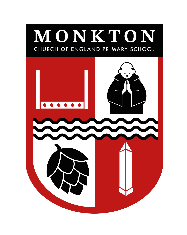 MONKTON
CHURCH OF ENGLAND PRIMARY SCHOOL